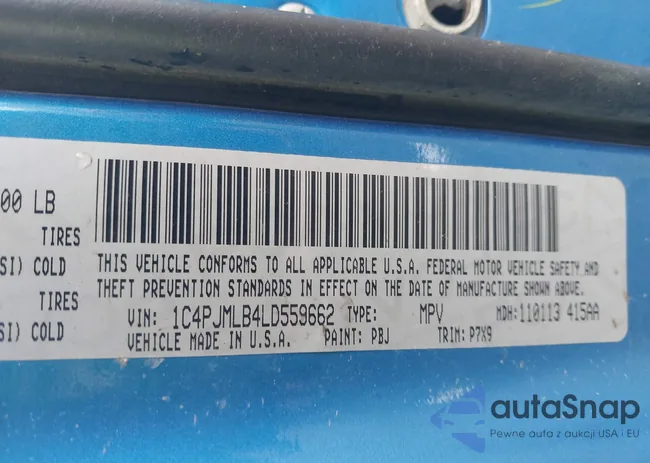 00 LB
TIRES
SI) COLD
TIRES
SI) COLD
THIS VEHICLE CONFORMS TO ALL APPLICABLE U.S.A. FEDERAL MOTOR VEHICLE SAFETY AND
THEFT PREVENTION STANDARDS IN EFFECT ON THE DATE OF MANUFACTURE SHOWN ABOVE.
VIN: 1C4PJMLB4LD559662 TYPE: MPV MDH: 110113 415AA
VEHICLE MADE IN U.S.A. PAINT: PBJ TRIM: P7X9
autaSnap
Pewne auta z aukcji USA i EU